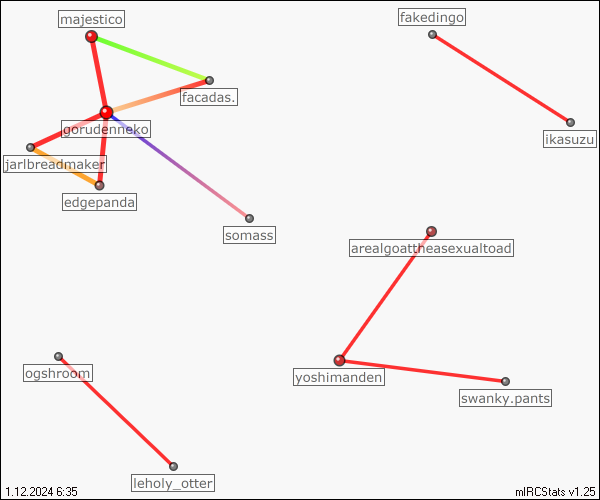 majestico
fakedingo
facadas.
gorudenneko
ikasuzu
jarlbreadmaker
edgepanda
somass
arealgoattheasexualtoad
ogshroom
yoshimanden
swanky.pants
leholy_otter
1.12.2024 6:35
mIRCStats v1.25